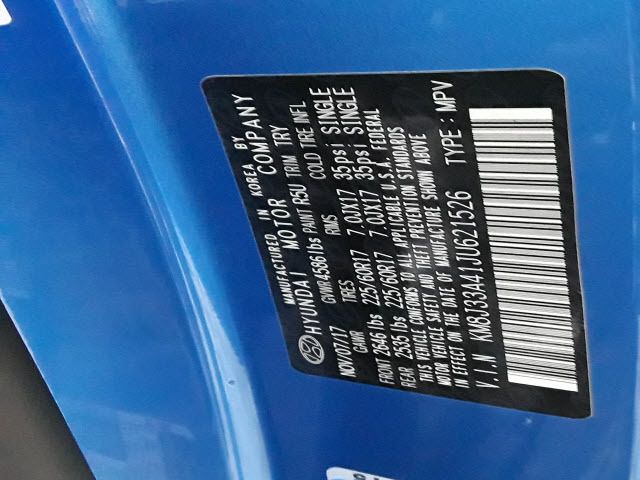 MANUFACTURED IN KOREA BY
HYUNDAI MOTOR COMPANY
NOV/07/17 GVWR 4586 lbs PAINT R5U TRIM TRY
GAWR TIRES RIMS COLD TIRE INFL
FRONT 2646 lbs 225/60R17 7.0JX17 35psi SINGLE
REAR 2535 lbs 225/60R17 7.0JX17 35psi SINGLE
THIS VEHICLE CONFORMS TO ALL APPLICABLE U.S.A. FEDERAL
MOTOR VEHICLE SAFETY AND THEFT PREVENTION STANDARDS
IN EFFECT ON THE DATE OF MANUFACTURE SHOWN ABOVE
V.I.N KM8J33A41JU621526 TYPE : MPV